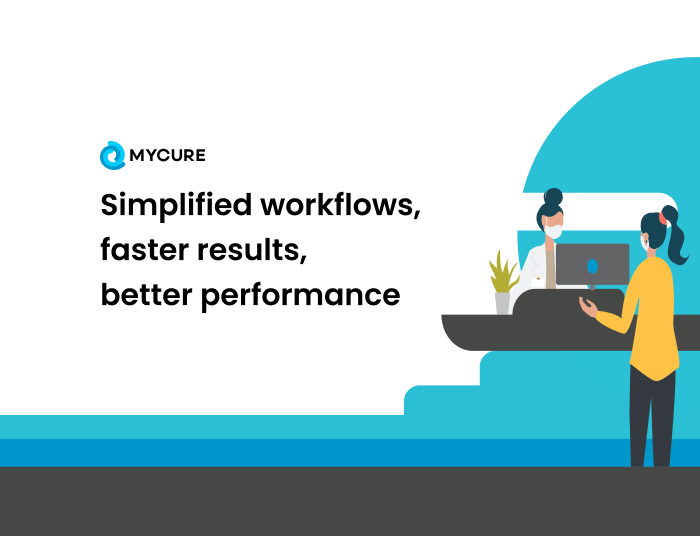 MYCURE
Simplified workflows,
faster results,
better performance